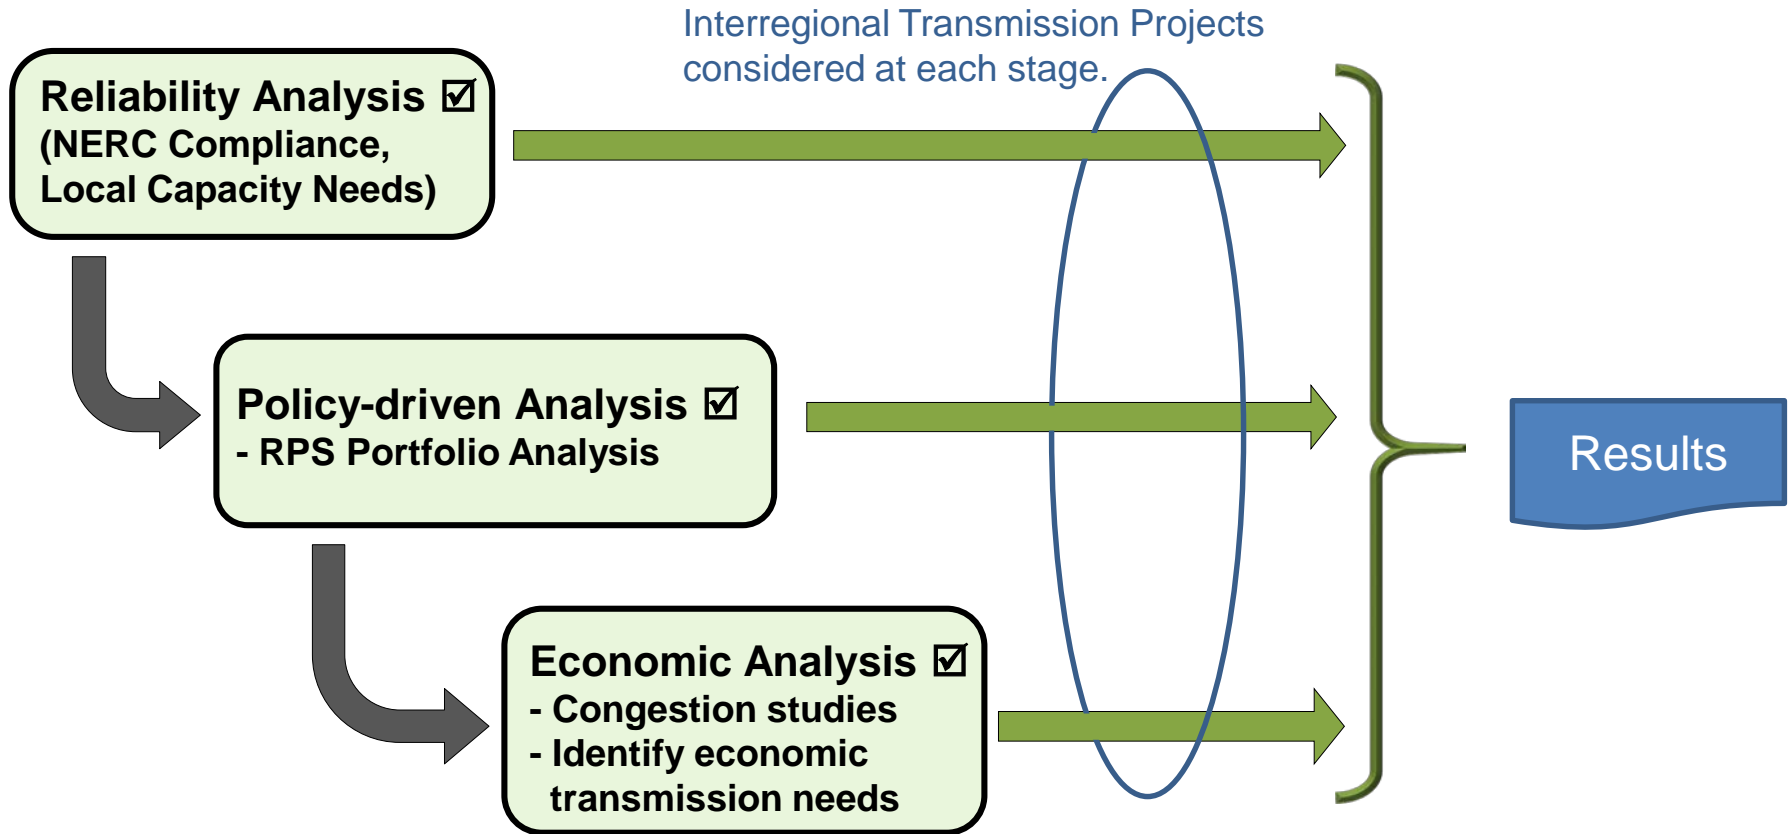 Interregional Transmission Projects
considered at each stage.
Reliability Analysis ☑
(NERC Compliance,
Local Capacity Needs)
Policy-driven Analysis ☑
- RPS Portfolio Analysis
Results
Economic Analysis ☑
- Congestion studies
- Identify economic
transmission needs